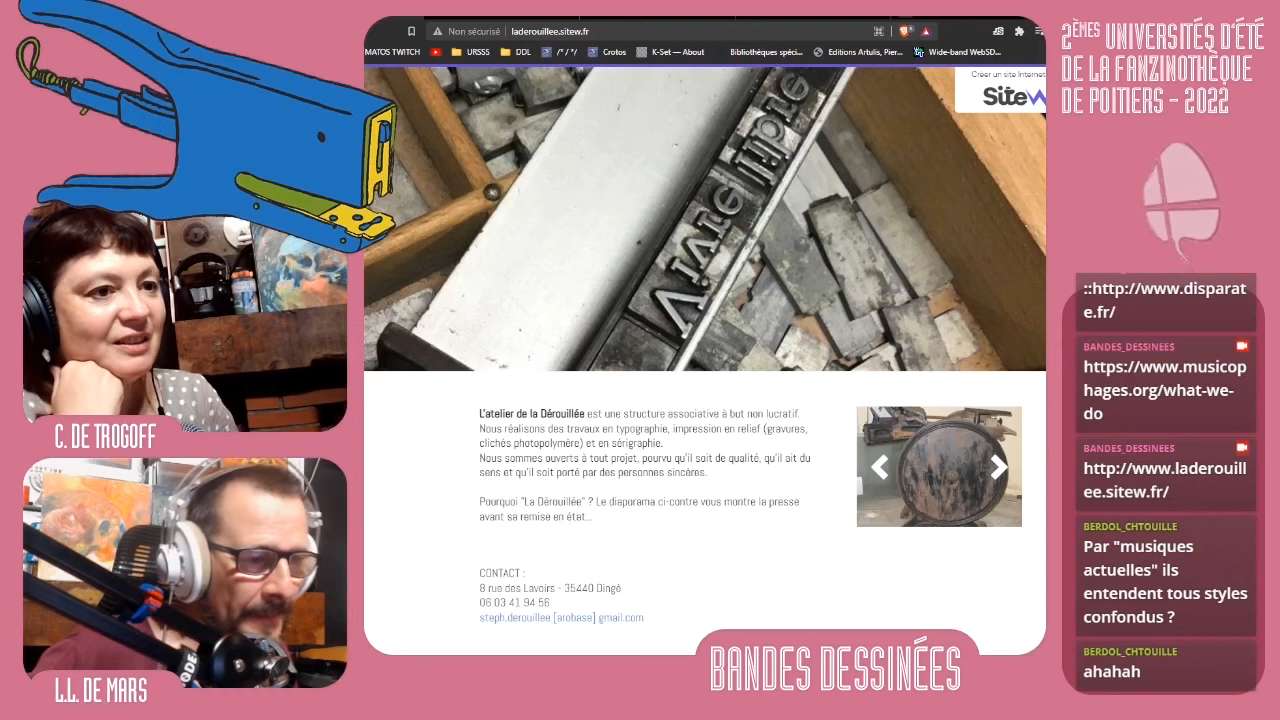 Non sécurisé
laderouillee.sitew.fr
MATOS TWITCH
URSSS
DDL
/*/*/
Crotos
K-Set — About
Bibliothèques spéci...
Editions Artulis, Pier...
Wide-band WebSD...
2ÈMES UNIVERSITÉS D'ÉTÉ
DE LA FANZINOTHÈQUE
DE POITIERS - 2022
Créer un site Internet
SiteW
C. DE TROGOFF
L'atelier de la Dérouillée est une structure associative à but non lucratif.
Nous réalisons des travaux en typographie, impression en relief (gravures,
clichés photopolymère) et en sérigraphie.
Nous sommes ouverts à tout projet, pourvu qu'il soit de qualité, qu'il ait du
sens et qu'il soit porté par des personnes sincères.
Pourquoi "La Dérouillée" ? Le diaporama ci-contre vous montre la presse
avant sa remise en état...
CONTACT :
8 rue des Lavoirs - 35440 Dingé
06 03 41 94 56
steph.derouillee [arobase] gmail.com
L.L. DE MARS
BANDES DESSINÉES
::http://www.disparat
e.fr/
BANDES_DESSINEES
https://www.musicop
hages.org/what-we-
do
BANDES_DESSINEES
http://www.laderouill
ee.sitew.fr/
BERDOL_CHTOUILLE
Par "musiques
actuelles" ils
entendent tous styles
confondus ?
BERDOL_CHTOUILLE
ahahah